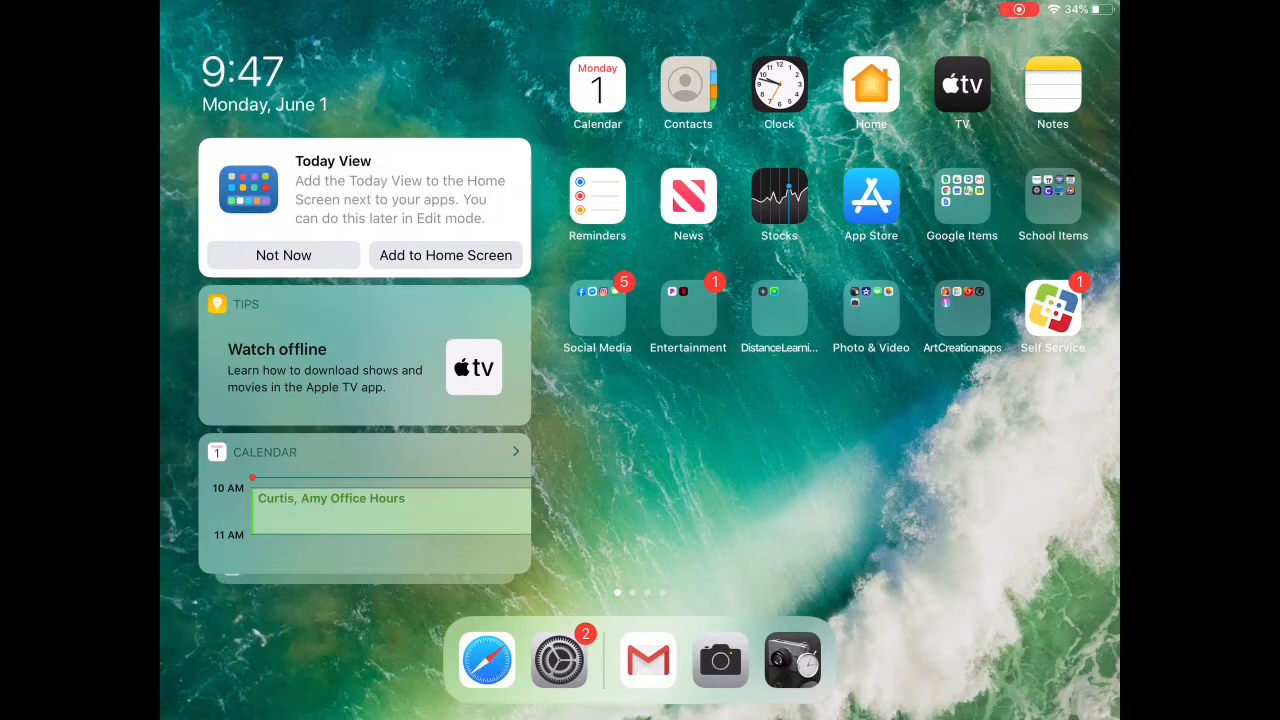 34%
9:47
Monday, June 1
Today View
Add the Today View to the Home
Screen next to your apps. You
can do this later in Edit mode.
Not Now
Add to Home Screen
TIPS
Watch offline
Learn how to download shows and
movies in the Apple TV app.
tv
CALENDAR
10 AM
Curtis, Amy Office Hours
11 AM
Monday
1
tv
Calendar
Contacts
Clock
Home
TV
Notes
Reminders
News
Stocks
App Store
Google Items
School Items
5
1
1
Social Media
Entertainment
DistanceLearni...
Photo & Video
ArtCreationapps
Self Service
2